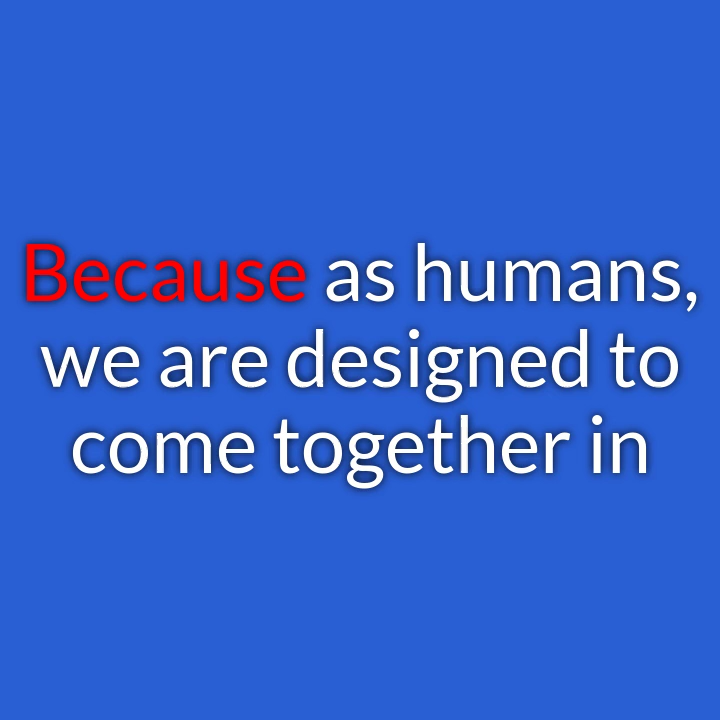 Because as humans,
we are designed to
come together in